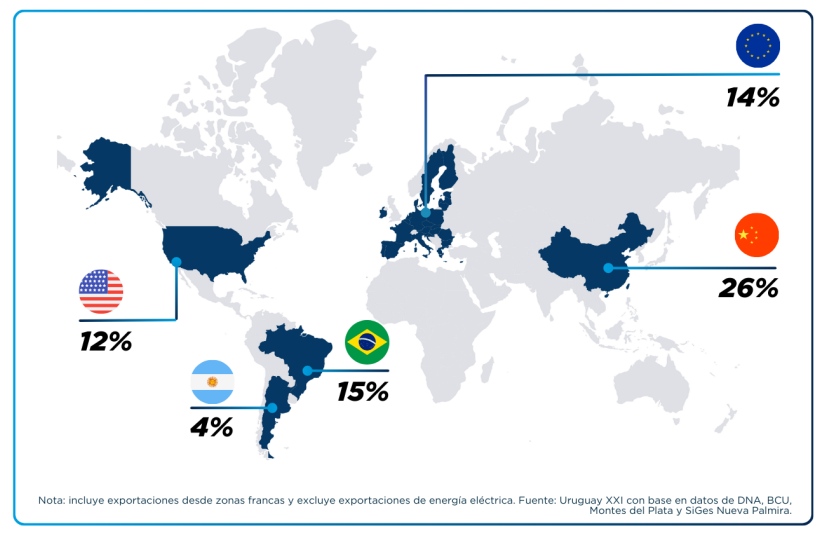 14%
26%
12%
15%
4%
Nota: incluye exportaciones desde zonas francas y excluye exportaciones de energía eléctrica. Fuente: Uruguay XXI con base en datos de DNA, BCU,
Montes del Plata y SiGes Nueva Palmira.